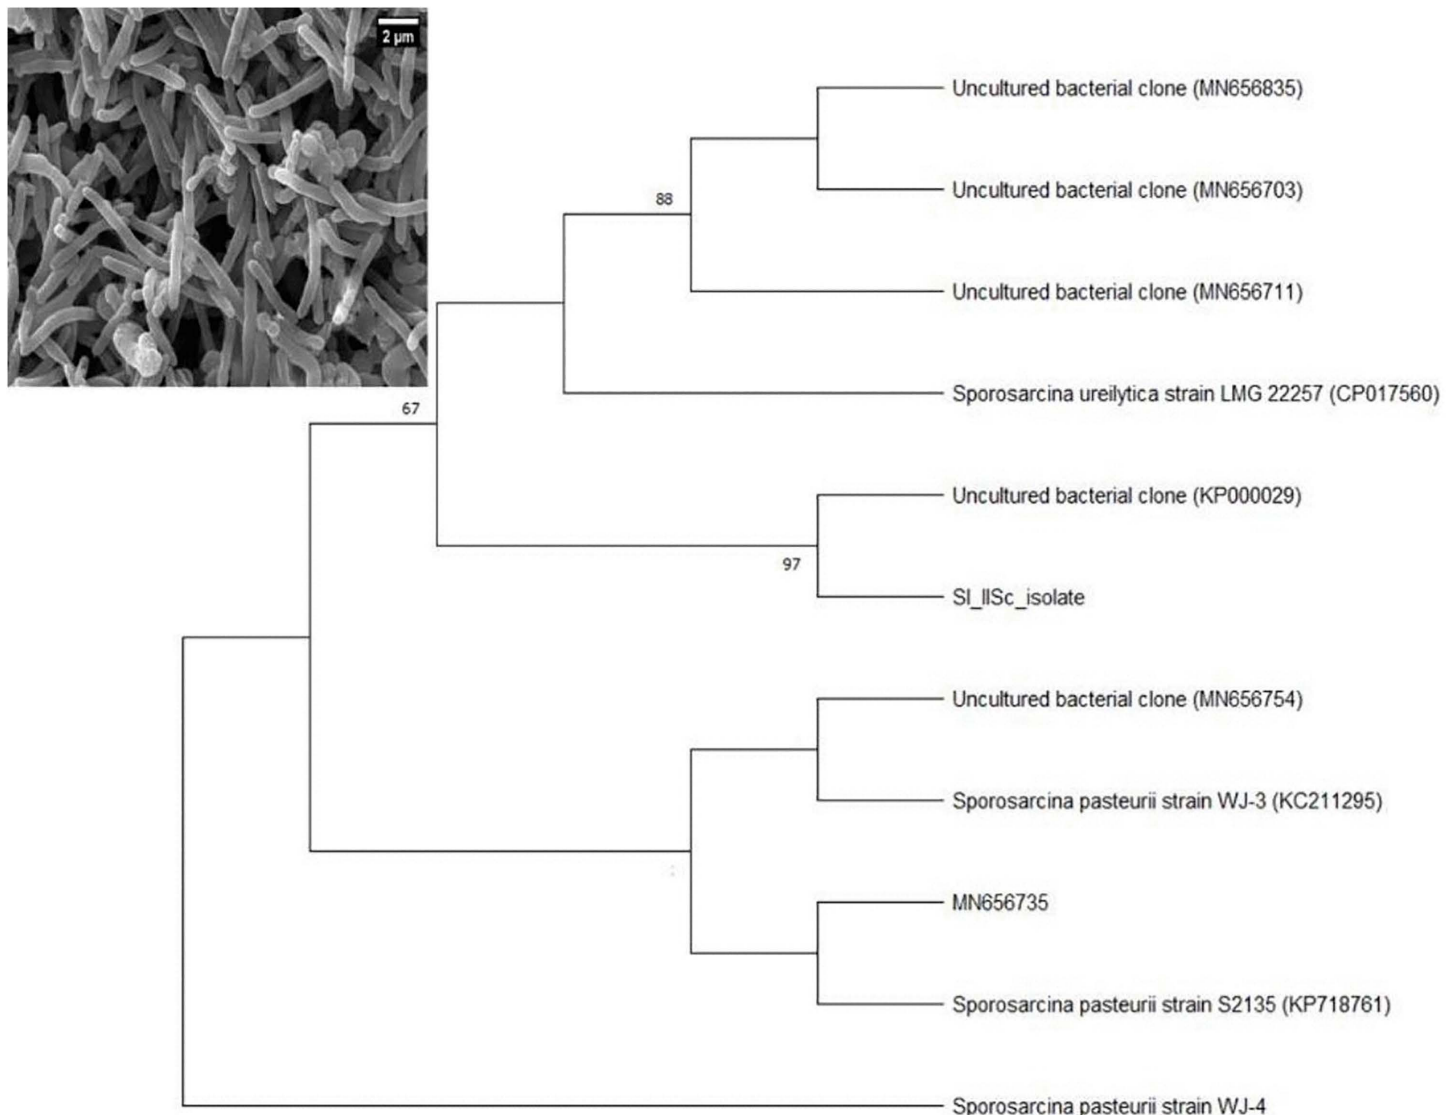 2 µm
Uncultured bacterial clone (MN656835)
Uncultured bacterial clone (MN656703)
88
Uncultured bacterial clone (MN656711)
Sporosarcina ureilytica strain LMG 22257 (CP017560)
67
Uncultured bacterial clone (KP000029)
97
SI_IISc_isolate
Uncultured bacterial clone (MN656754)
Sporosarcina pasteurii strain WJ-3 (KC211295)
MN656735
Sporosarcina pasteurii strain S2135 (KP718761)
Sporosarcina pasteurii strain WJ-4